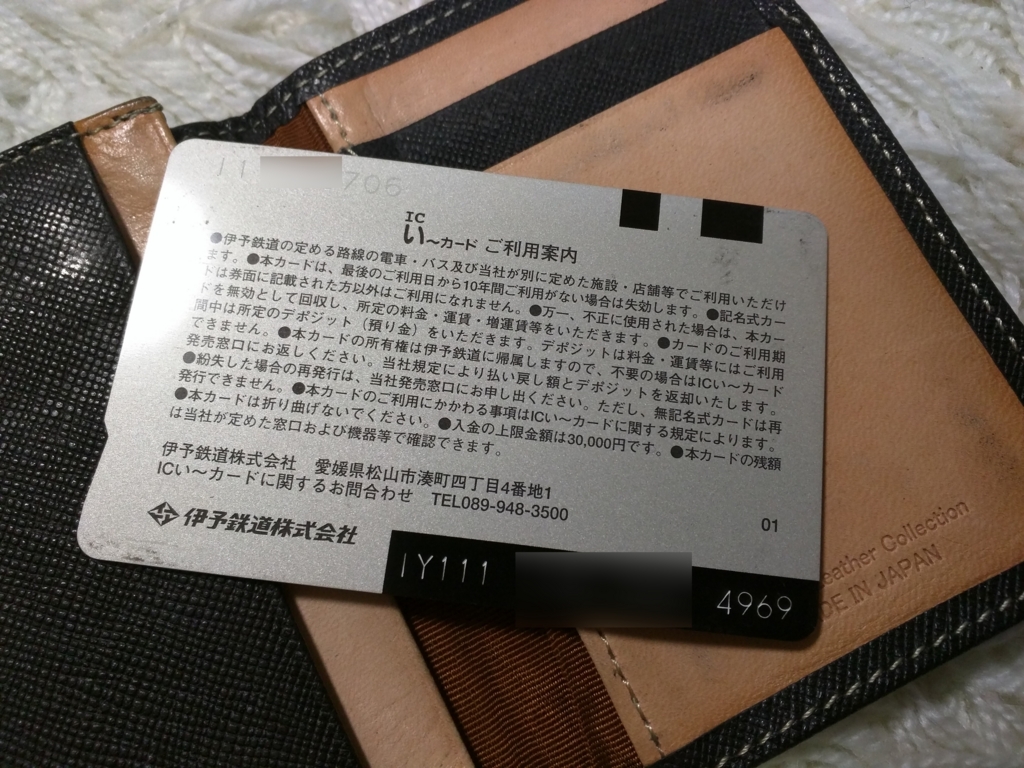 11
706
IC
い～カード ご利用案内
●伊予鉄道の定める路線の電車・バス及び当社が別に定めた施設・店舗等でご利用いただけ
ます。●本カードは、最後のご利用日から10年間ご利用がない場合は失効します。●記名式カー
ドは券面に記載された方以外はご利用になれません。●万一、不正に使用された場合は、本カー
ドを無効として回収し、所定の料金・運賃・増運賃等をいただきます。●カードのご利用期
間中は所定のデポジット（預り金）をいただきます。デポジットは料金・運賃等にはご利用
できません。●本カードの所有権は伊予鉄道に帰属しますので、不要の場合はICい～カード
発売窓口にお返しください。当社規定により払い戻し額とデポジットを返却いたします。
●紛失した場合の再発行は、当社発売窓口にお申し出ください。ただし、無記名式カードは再
発行できません。●本カードのご利用にかかわる事項はICい～カードに関する規定によります。
●本カードは折り曲げないでください。●入金の上限金額は30,000円です。●本カードの残額
は当社が定めた窓口および機器等で確認できます。
伊予鉄道株式会社 愛媛県松山市湊町四丁目4番地1
ICい～カードに関するお問合わせ TEL089-948-3500
01
伊予鉄道株式会社
IY111
4969
eather Collection
DE IN JAPAN